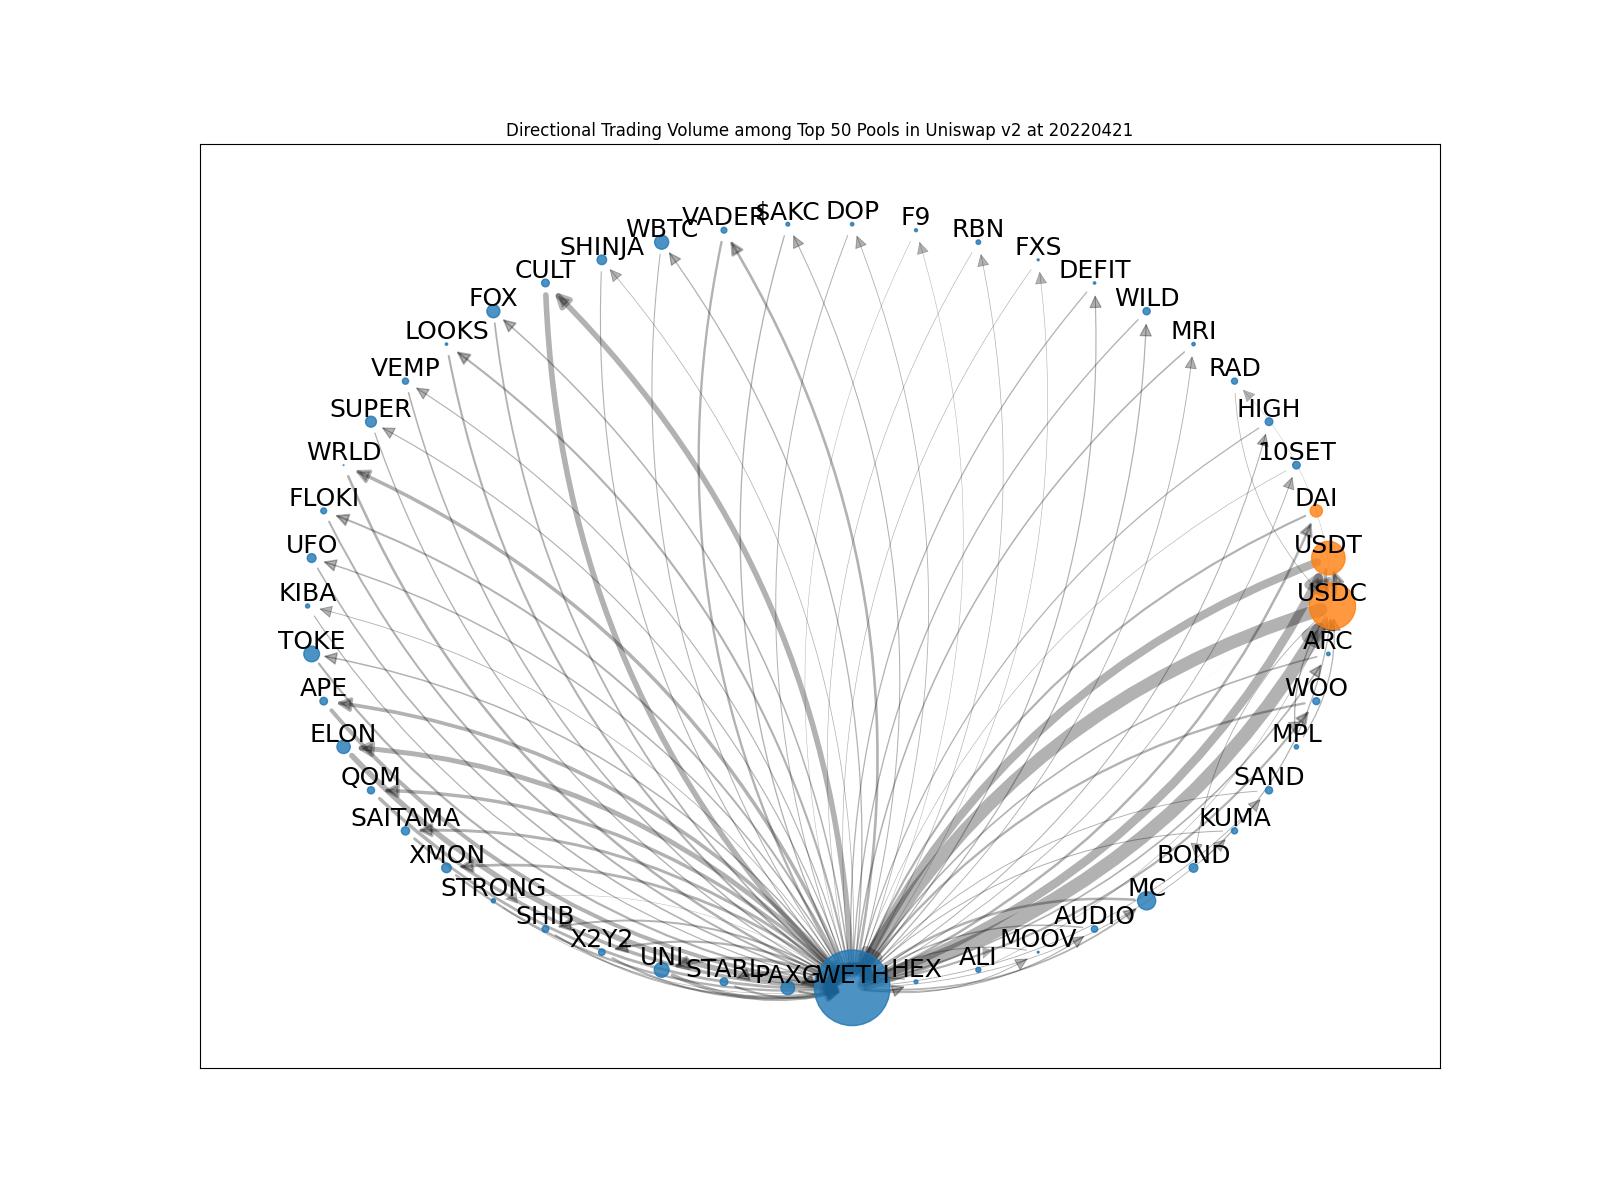 Directional Trading Volume among Top 50 Pools in Uniswap v2 at 20220421
VADER $AKC DOP F9
WBTC RBN
SHINJA FXS
CULT DEFIT
FOX WILD
LOOKS MRI
VEMP RAD
SUPER HIGH
WRLD 10SET
FLOKI DAI
UFO USDT
KIBA USDC
TOKE ARC
APE WOO
ELON MPL
QOM SAND
SAITAMA KUMA
XMON BOND
STRONG MC
SHIB AUDIO
X2Y2 MOOV
UNI ALI
STARL PAXG WETH HEX